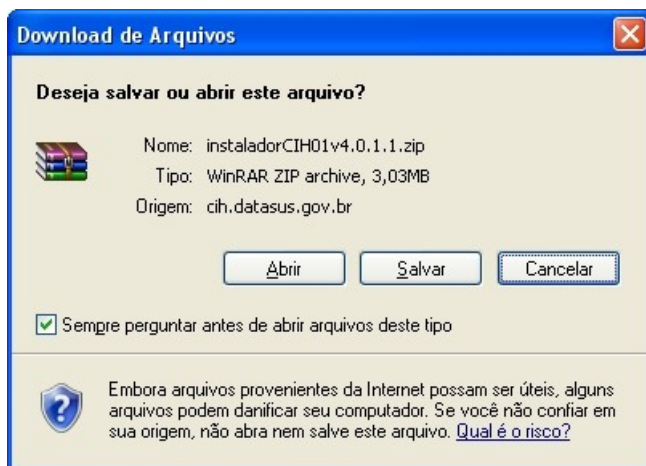 Download de Arquivos
Deseja salvar ou abrir este arquivo?
Nome: instaladorCIH01v4.0.1.1.zip
Tipo: WinRAR ZIP archive, 3,03MB
Origem: cih.datasus.gov.br
Abrir Salvar Cancelar
Sempre perguntar antes de abrir arquivos deste tipo
Embora arquivos provenientes da Internet possam ser úteis, alguns
arquivos podem danificar seu computador. Se você não confiar em
sua origem, não abra nem salve este arquivo. Qual é o risco?